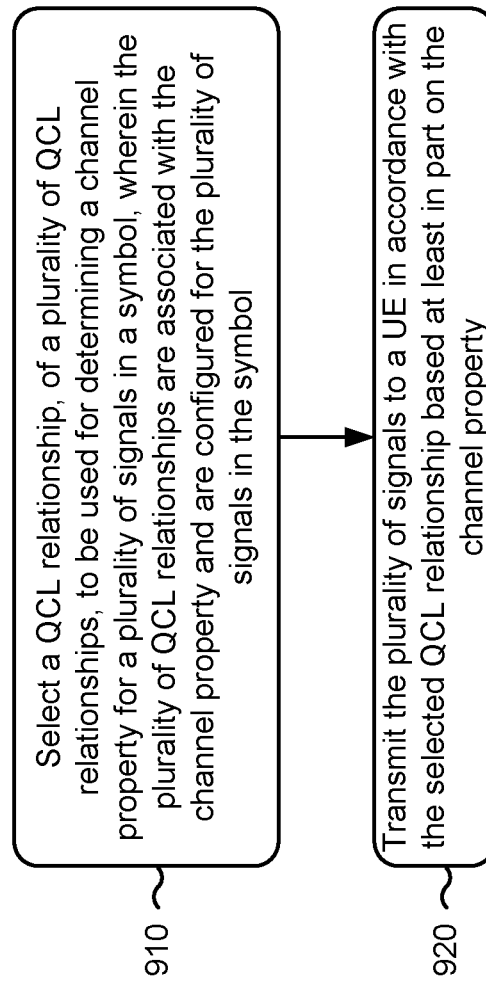 910
Select a QCL relationship, of a plurality of QCL
relationships, to be used for determining a channel
property for a plurality of signals in a symbol, wherein the
plurality of QCL relationships are associated with the
channel property and are configured for the plurality of
signals in the symbol
920
Transmit the plurality of signals to a UE in accordance with
the selected QCL relationship based at least in part on the
channel property